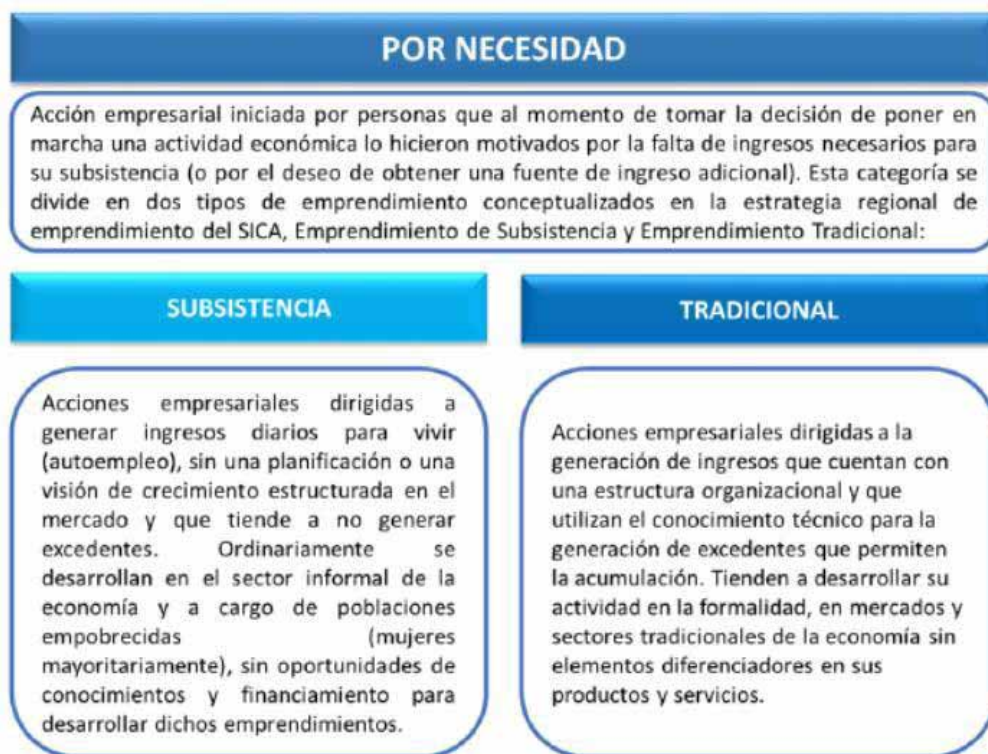 POR NECESIDAD
Acción empresarial iniciada por personas que al momento de tomar la decisión de poner en
marcha una actividad económica lo hicieron motivados por la falta de ingresos necesarios para
su subsistencia (o por el deseo de obtener una fuente de ingreso adicional). Esta categoría se
divide en dos tipos de emprendimiento conceptualizados en la estrategia regional de
emprendimiento del SICA, Emprendimiento de Subsistencia y Emprendimiento Tradicional:
SUBSISTENCIA
Acciones empresariales dirigidas a
generar ingresos diarios para vivir
(autoempleo), sin una planificación o una
visión de crecimiento estructurada en el
mercado y que tiende a no generar
excedentes. Ordinariamente se
desarrollan en el sector informal de la
economía y a cargo de poblaciones
empobrecidas (mujeres
mayoritariamente), sin oportunidades de
conocimientos y financiamiento para
desarrollar dichos emprendimientos.
TRADICIONAL
Acciones empresariales dirigidas a la
generación de ingresos que cuentan con
una estructura organizacional y que
utilizan el conocimiento técnico para la
generación de excedentes que permiten
la acumulación. Tienden a desarrollar su
actividad en la formalidad, en mercados y
sectores tradicionales de la economía sin
elementos diferenciadores en sus
productos y servicios.